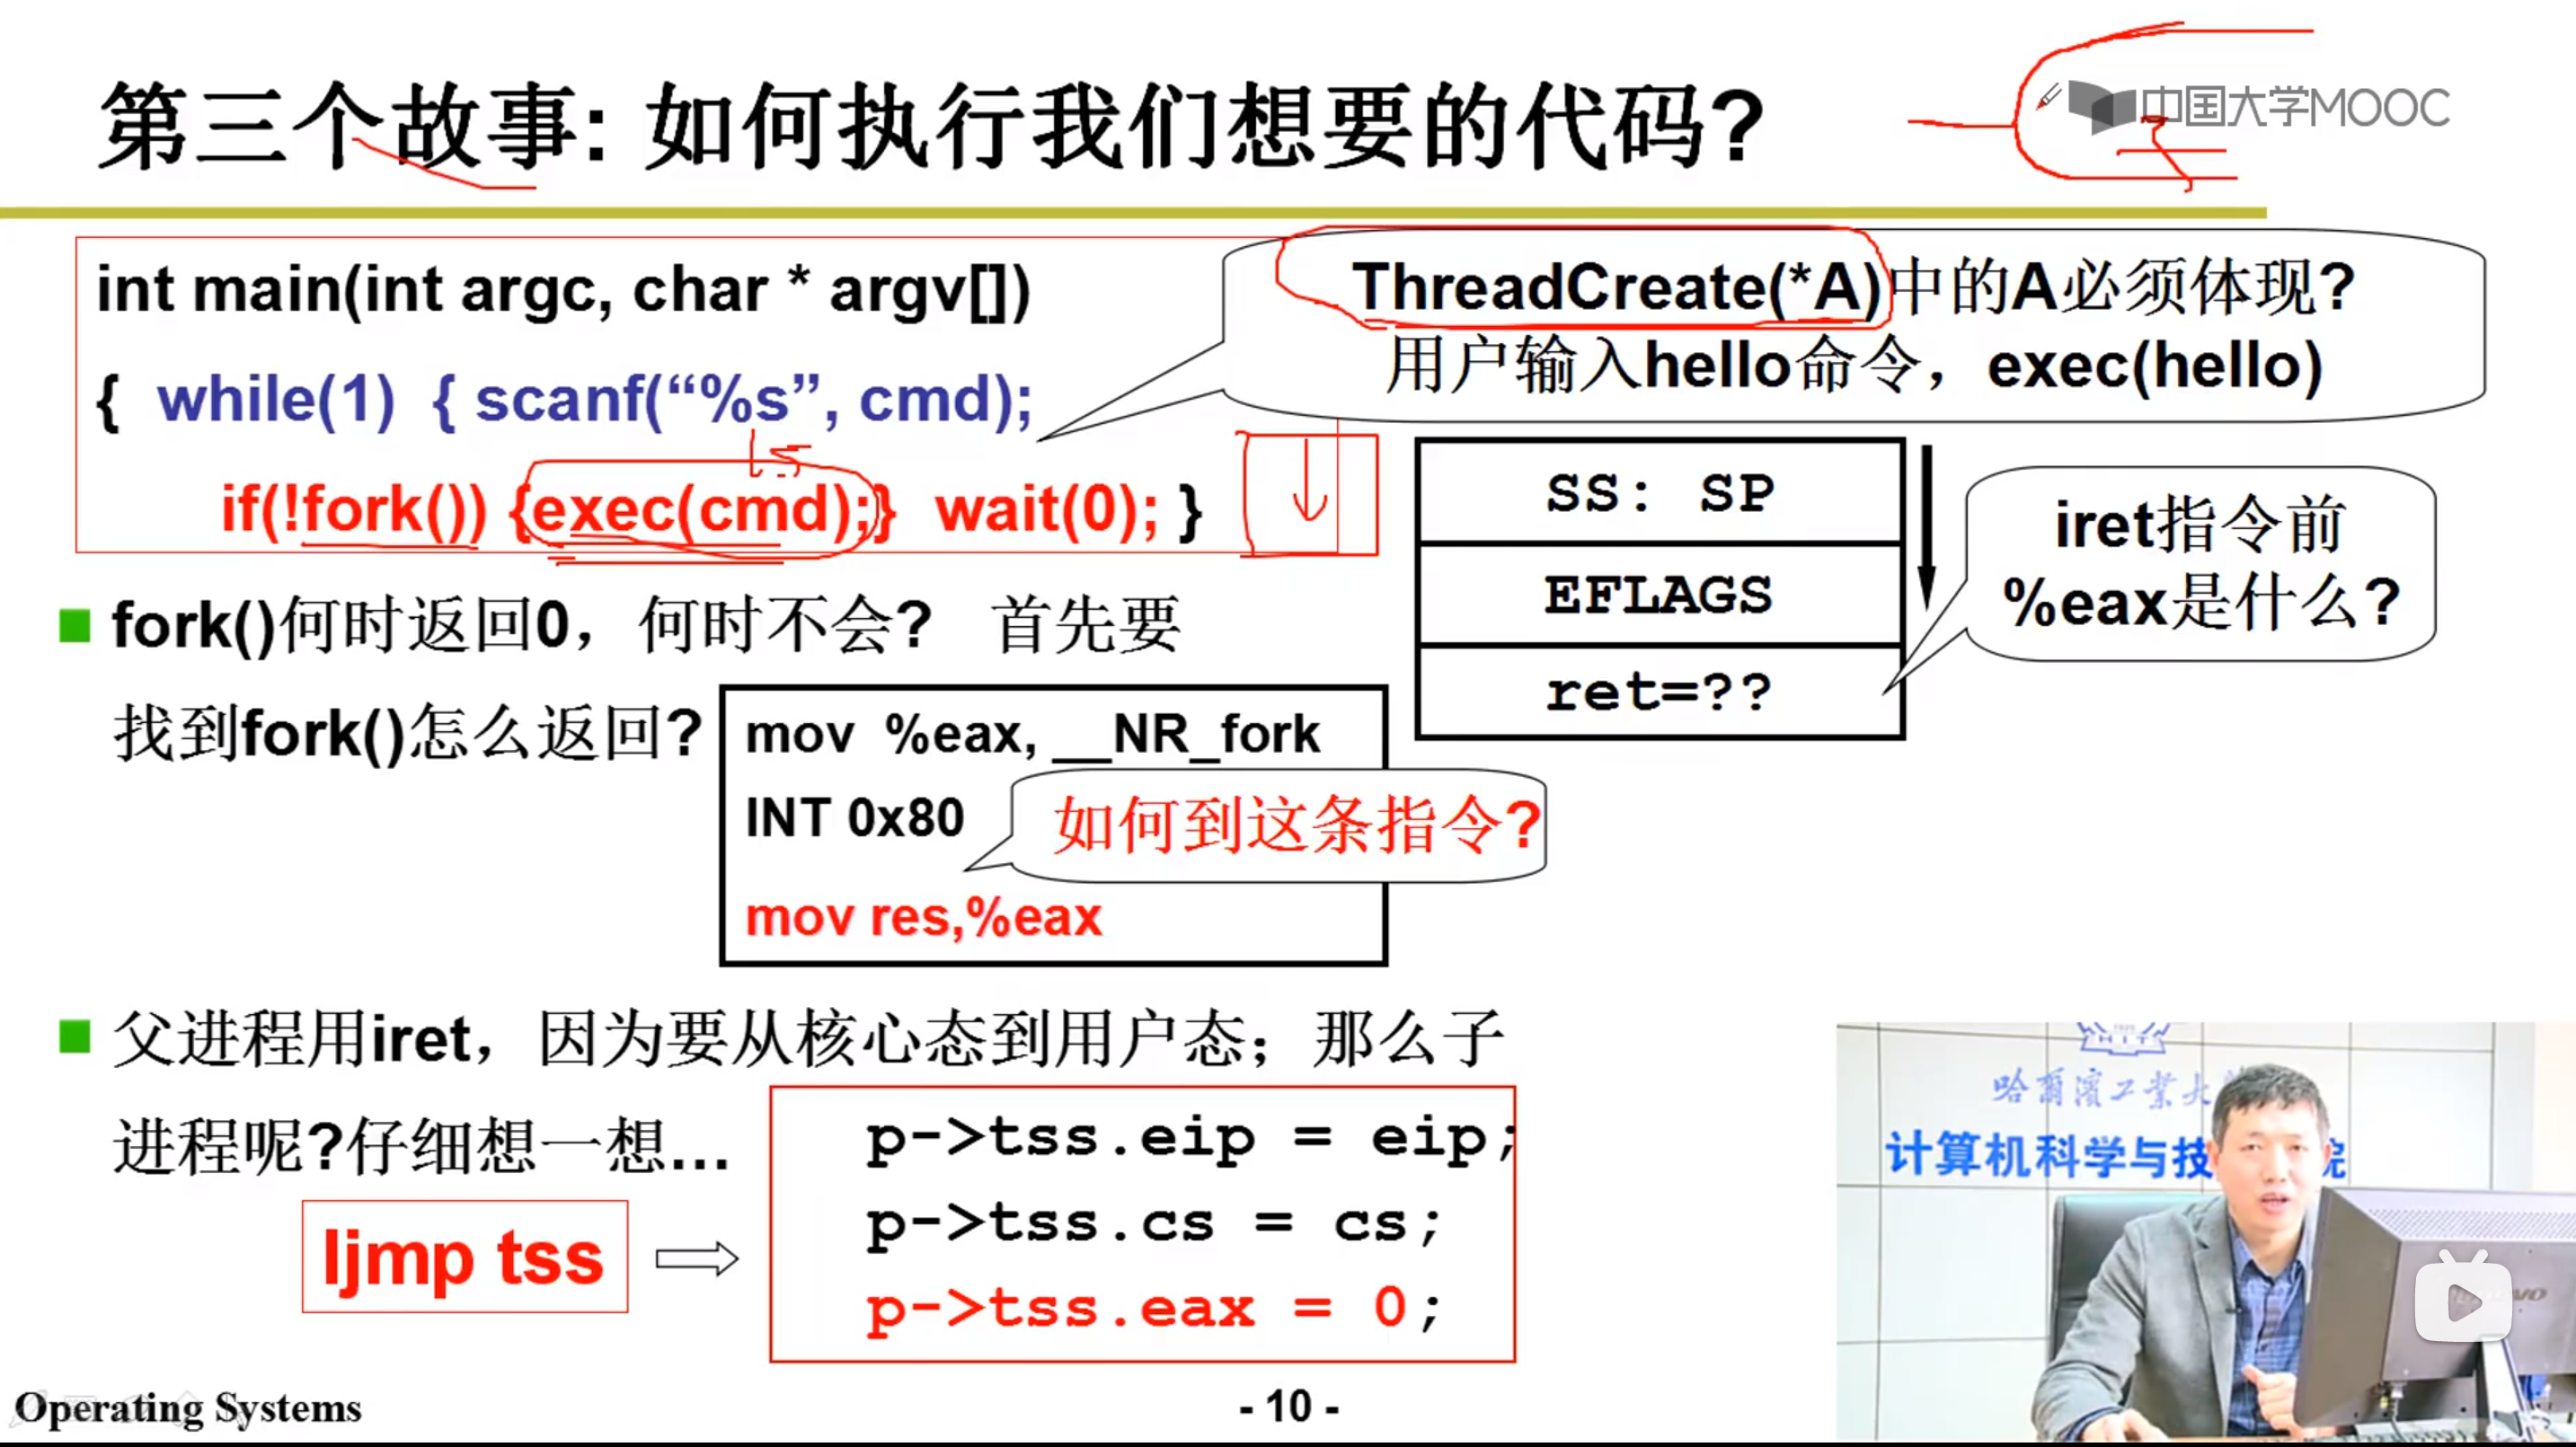 第三个故事: 如何执行我们想要的代码?
中国大学MOOC
int main(int argc, char * argv[])
{ while(1) { scanf(“%s”, cmd);
if(!fork()) {exec(cmd);} wait(0); }
ThreadCreate(*A)中的A必须体现?
用户输入hello命令，exec(hello)
SS: SP
EFLAGS
ret=??
iret指令前
%eax是什么?
fork()何时返回0，何时不会? 首先要
找到fork()怎么返回?
mov %eax, __NR_fork
INT 0x80
mov res,%eax
如何到这条指令?
父进程用iret，因为要从核心态到用户态；那么子
进程呢?仔细想一想…
ljmp tss
p->tss.eip = eip;
p->tss.cs = cs;
p->tss.eax = 0;
HIT
哈尔滨工业大
计算机科学与技
院
Operating Systems
- 10 -